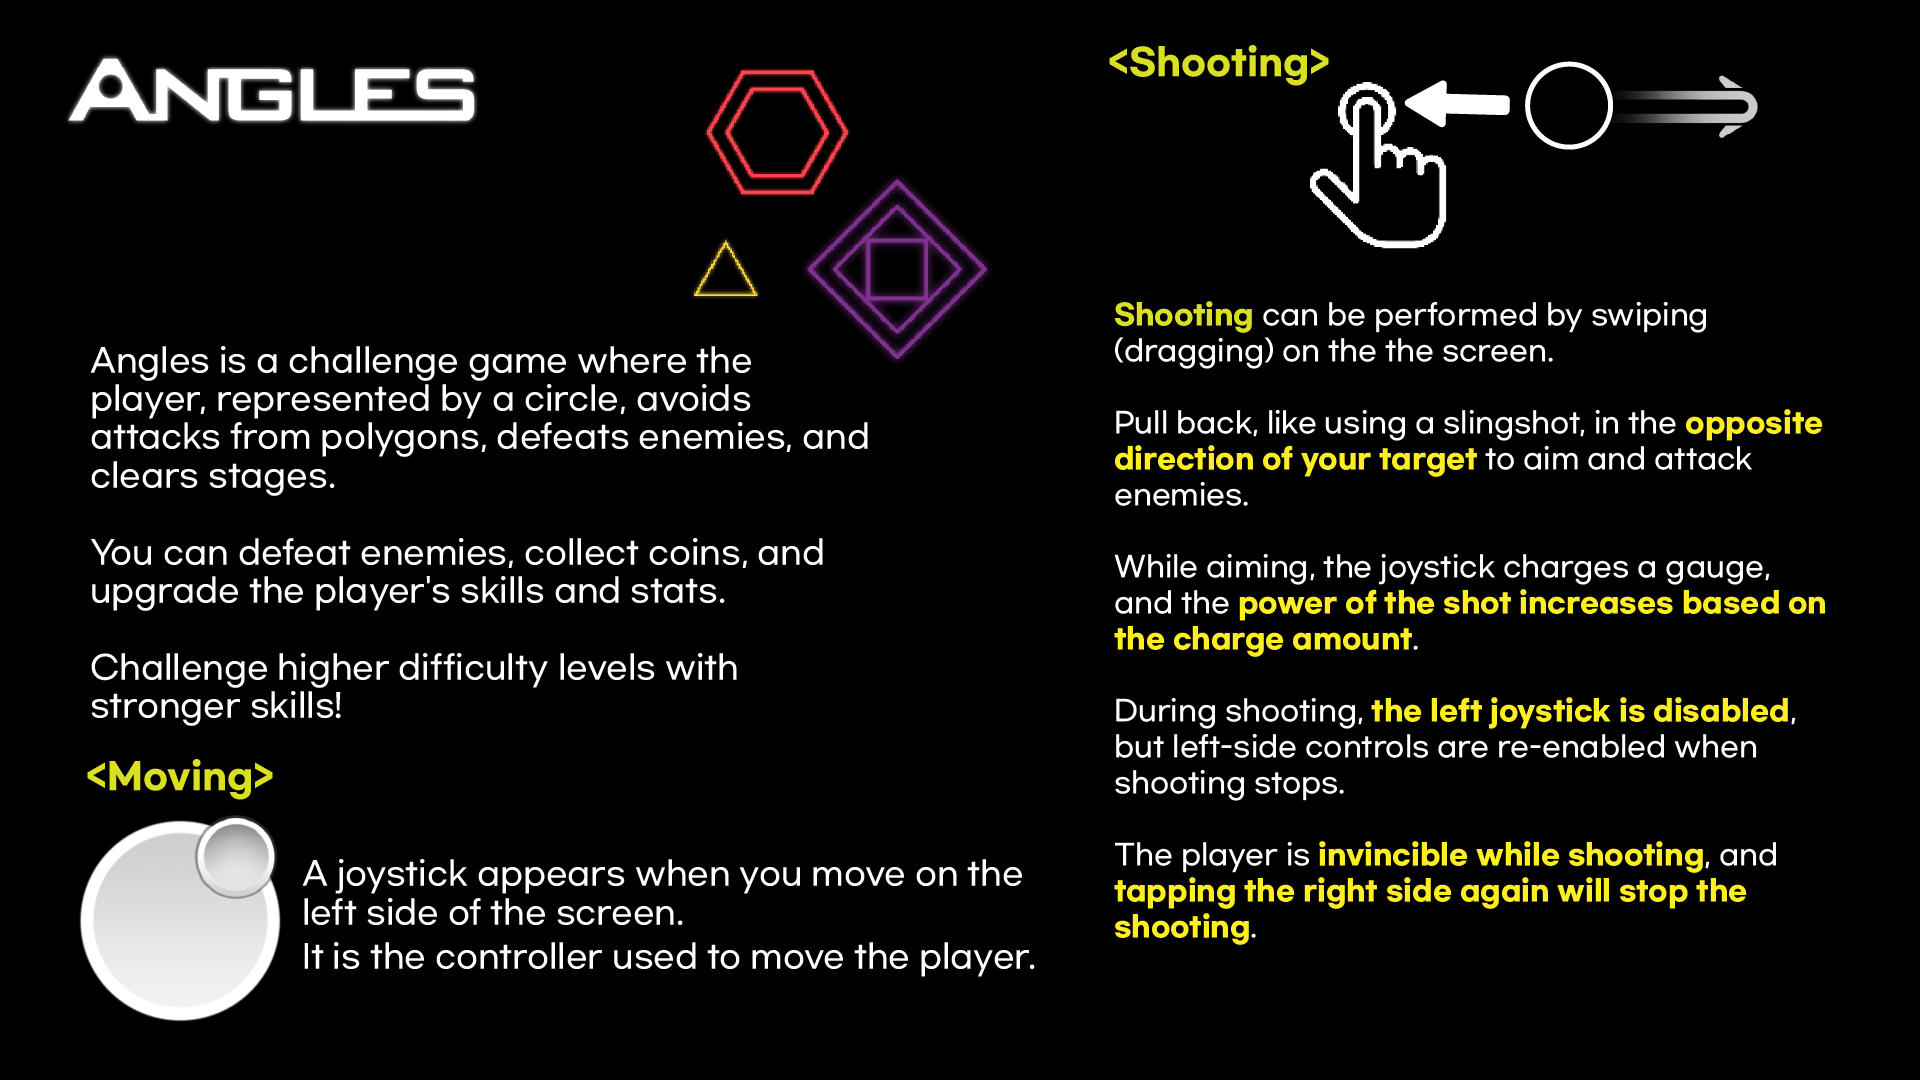 ANGLES
Angles is a challenge game where the
player, represented by a circle, avoids
attacks from polygons, defeats enemies, and
clears stages.
You can defeat enemies, collect coins, and
upgrade the player's skills and stats.
Challenge higher difficulty levels with
stronger skills!
<Moving>
A joystick appears when you move on the
left side of the screen.
It is the controller used to move the player.
<Shooting>
Shooting can be performed by swiping
(dragging) on the the screen.
Pull back, like using a slingshot, in the opposite
direction of your target to aim and attack
enemies.
While aiming, the joystick charges a gauge,
and the power of the shot increases based on
the charge amount.
During shooting, the left joystick is disabled,
but left-side controls are re-enabled when
shooting stops.
The player is invincible while shooting, and
tapping the right side again will stop the
shooting.